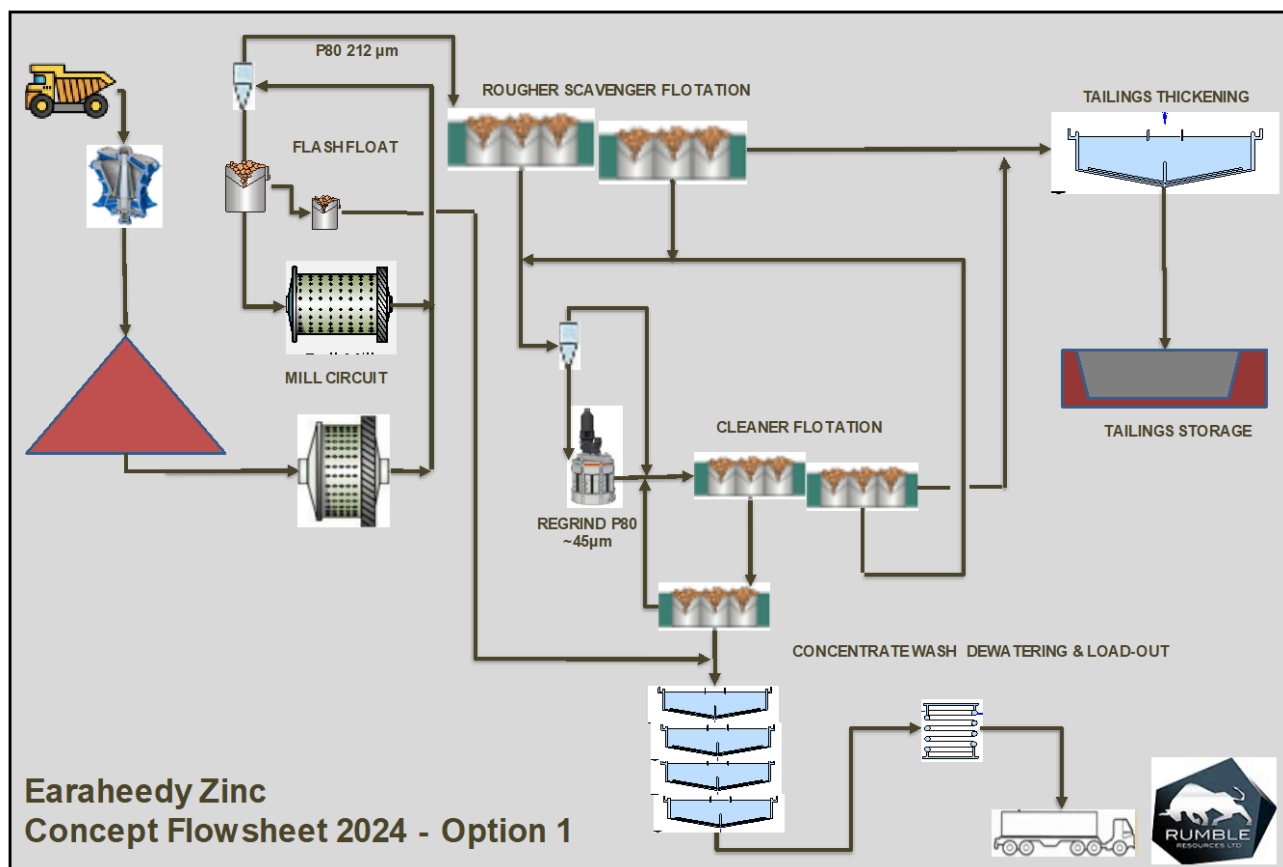 P80 212 µm
ROUGHER SCAVENGER FLOTATION
TAILINGS THICKENING
FLASH FLOAT
MILL CIRCUIT
CLEANER FLOTATION
TAILINGS STORAGE
REGRIND P80
~45µm
CONCENTRATE WASH DEWATERING & LOAD-OUT
Earaheedy Zinc
Concept Flowsheet 2024 - Option 1
RUMBLE
RESOURCES LTD